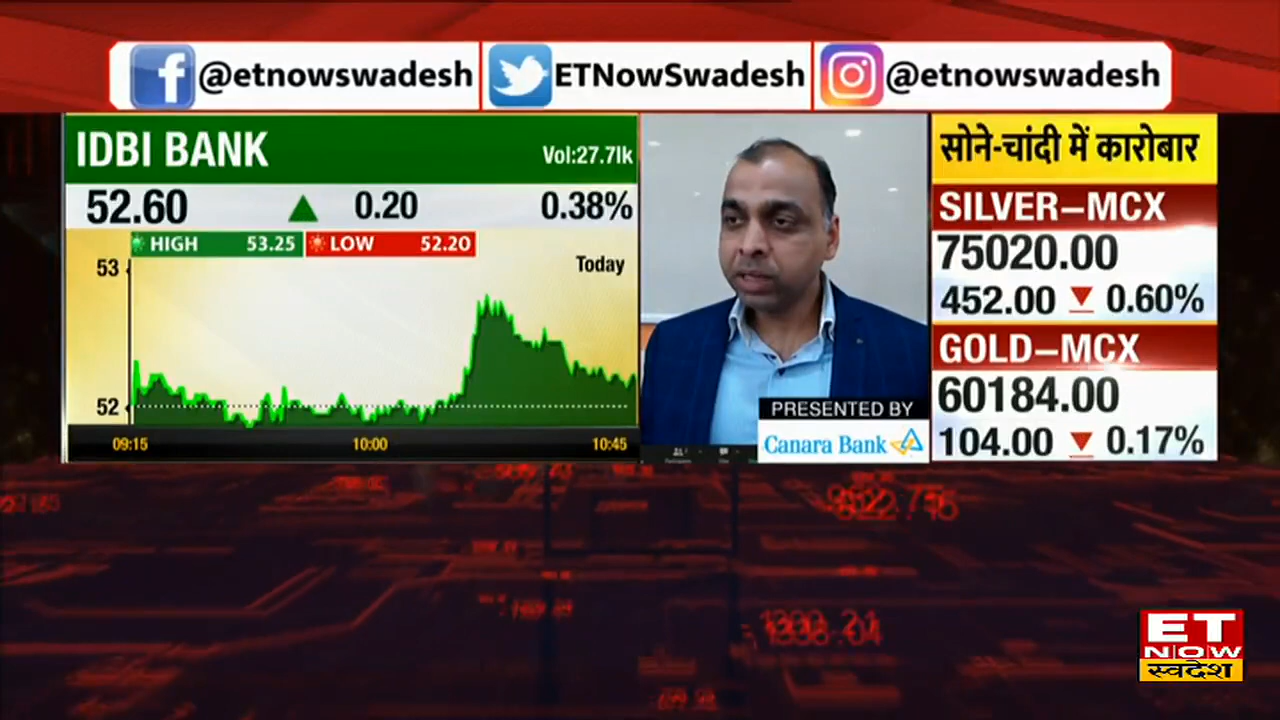 @etnowswadesh
ETNowSwadesh
@etnowswadesh
IDBI BANK
Vol:27.7lk
52.60 ▲ 0.20 0.38%
HIGH 53.25 LOW 52.20
Today
53
52
09:15 10:00 10:45
PRESENTED BY
Canara Bank
सोने-चांदी में कारोबार
SILVER–MCX
75020.00
452.00 ▼ 0.60%
GOLD–MCX
60184.00
104.00 ▼ 0.17%
ET
NOW
स्वदेश